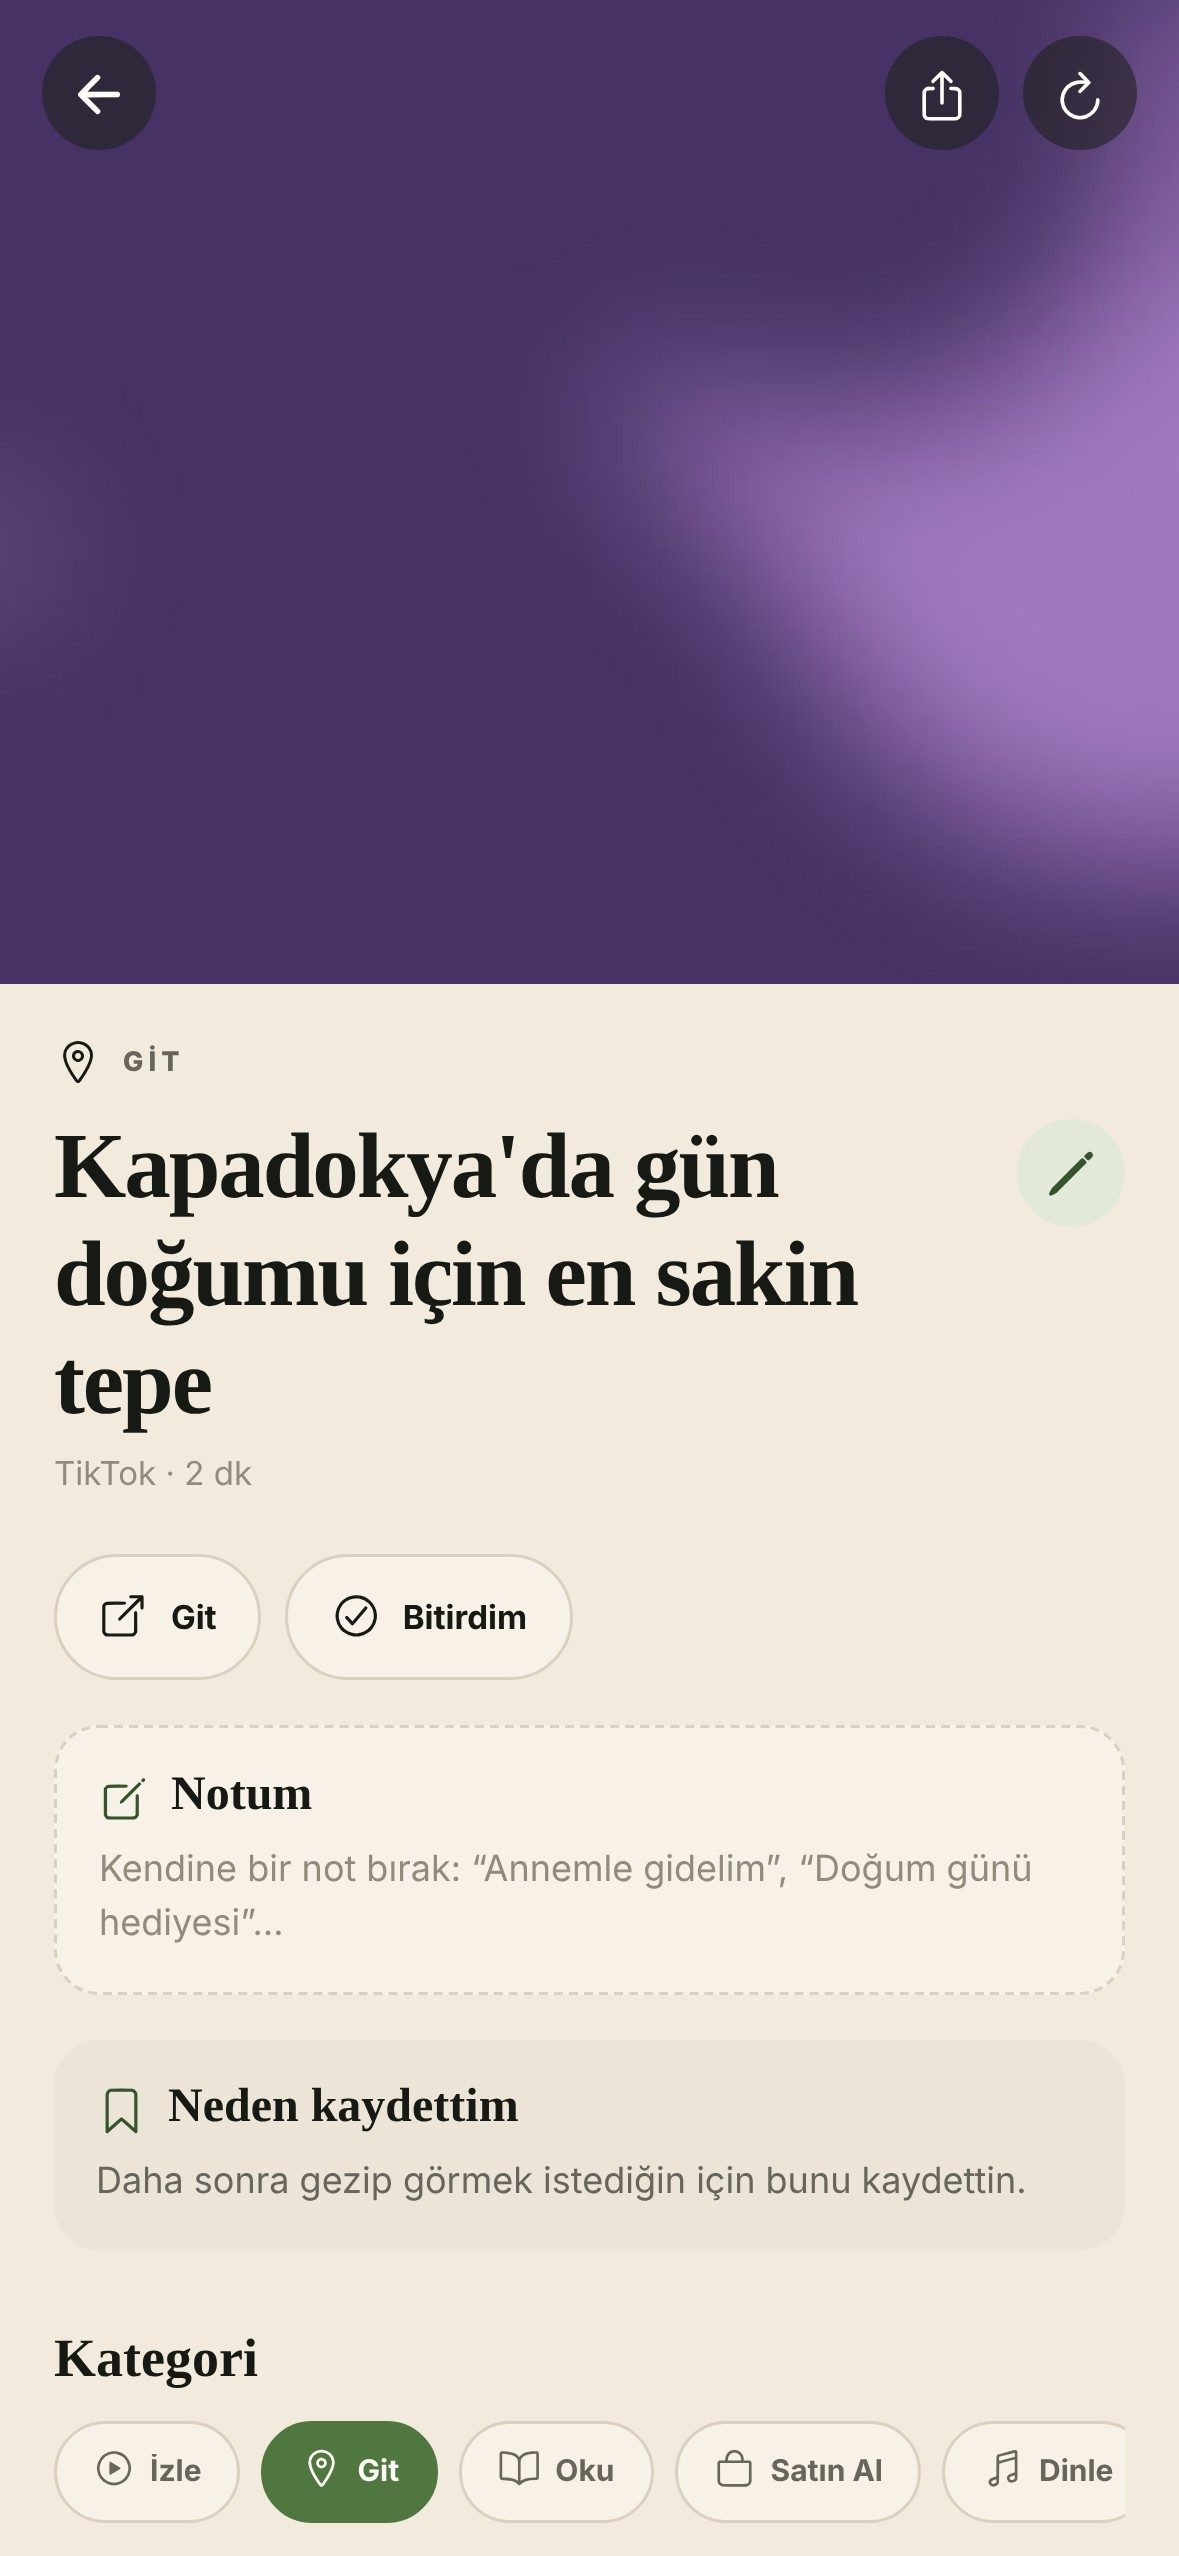 GİT
Kapadokya'da gün
doğumu için en sakin
tepe
TikTok · 2 dk
Git
Bitirdim
Notum
Kendine bir not bırak: “Annemle gidelim”, “Doğum günü
hediyesi”...
Neden kaydettim
Daha sonra gezip görmek istediğin için bunu kaydettin.
Kategori
İzle
Git
Oku
Satın Al
Dinle